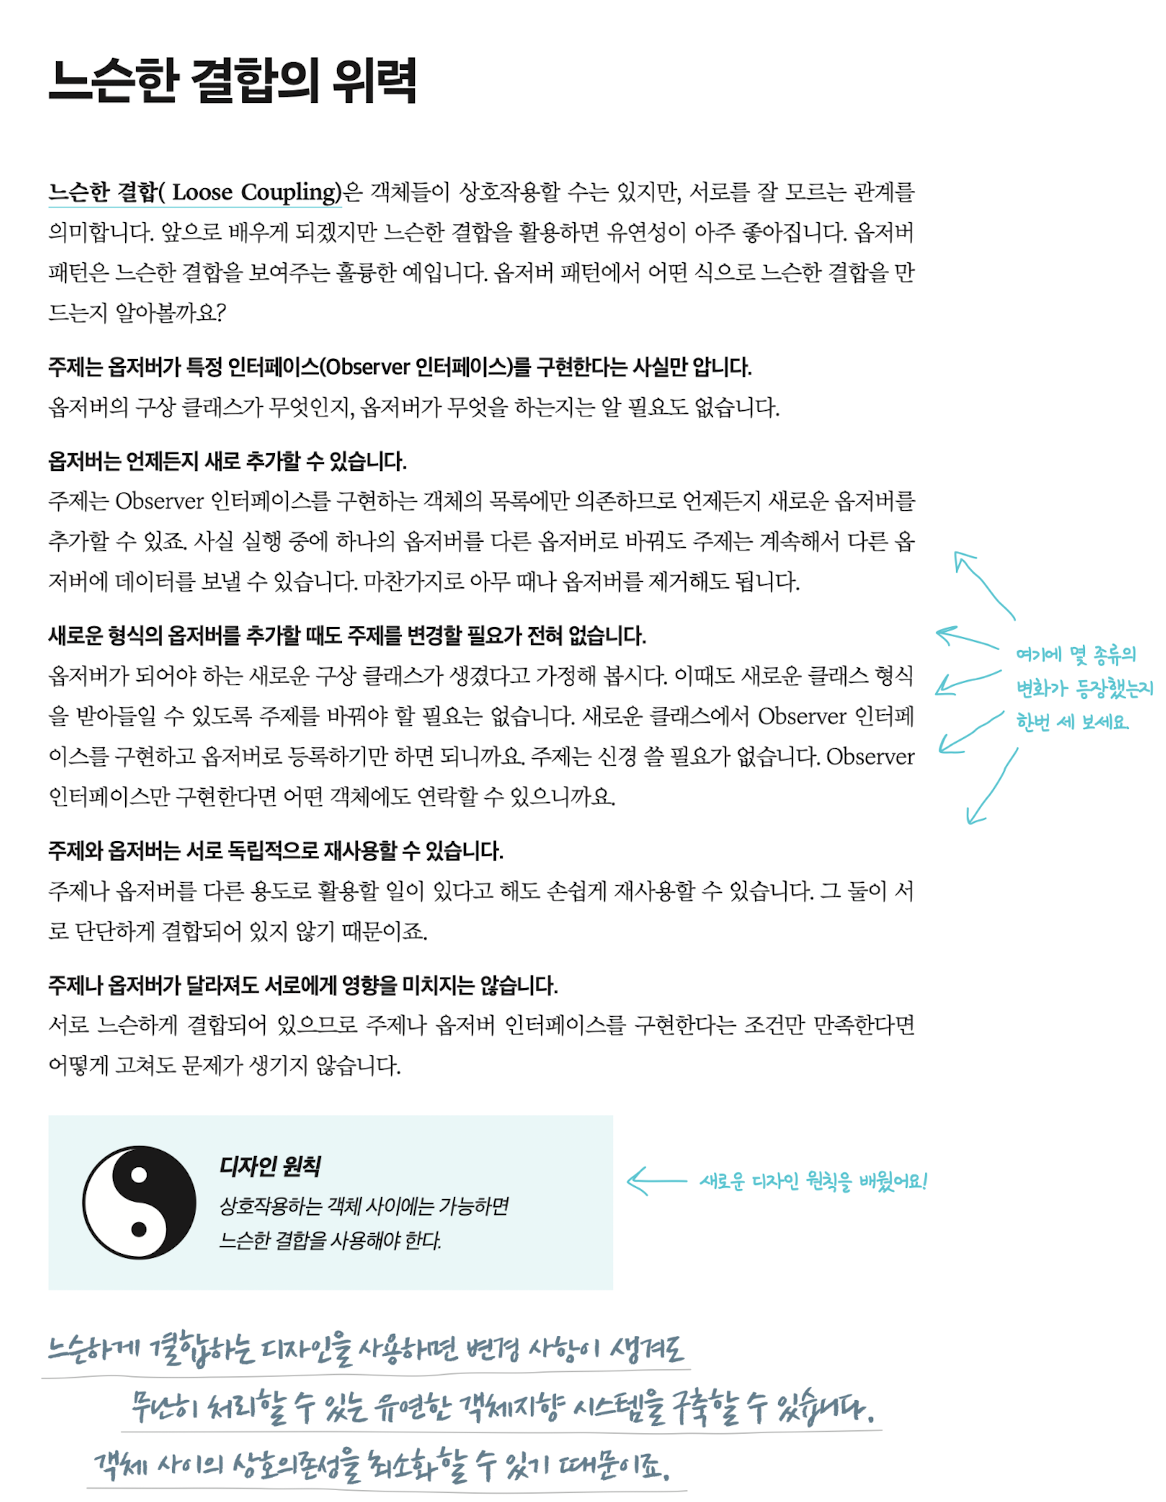 느슨한 결합의 위력
느슨한 결합( Loose Coupling)은 객체들이 상호작용할 수는 있지만, 서로를 잘 모르는 관계를
의미합니다. 앞으로 배우게 되겠지만 느슨한 결합을 활용하면 유연성이 아주 좋아집니다. 옵저버
패턴은 느슨한 결합을 보여주는 훌륭한 예입니다. 옵저버 패턴에서 어떤 식으로 느슨한 결합을 만
드는지 알아볼까요?
주제는 옵저버가 특정 인터페이스(Observer 인터페이스)를 구현한다는 사실만 압니다.
옵저버의 구상 클래스가 무엇인지, 옵저버가 무엇을 하는지는 알 필요도 없습니다.
옵저버는 언제든지 새로 추가할 수 있습니다.
주제는 Observer 인터페이스를 구현하는 객체의 목록에만 의존하므로 언제든지 새로운 옵저버를
추가할 수 있죠. 사실 실행 중에 하나의 옵저버를 다른 옵저버로 바꿔도 주제는 계속해서 다른 옵
저버에 데이터를 보낼 수 있습니다. 마찬가지로 아무 때나 옵저버를 제거해도 됩니다.
새로운 형식의 옵저버를 추가할 때도 주제를 변경할 필요가 전혀 없습니다.
옵저버가 되어야 하는 새로운 구상 클래스가 생겼다고 가정해 봅시다. 이때도 새로운 클래스 형식
을 받아들일 수 있도록 주제를 바꿔야 할 필요는 없습니다. 새로운 클래스에서 Observer 인터페
이스를 구현하고 옵저버로 등록하기만 하면 되니까요. 주제는 신경 쓸 필요가 없습니다. Observer
인터페이스만 구현한다면 어떤 객체에도 연락할 수 있으니까요.
여기에 몇 종류의
변화가 등장했는지
한번 세 보세요.
주제와 옵저버는 서로 독립적으로 재사용할 수 있습니다.
주제나 옵저버를 다른 용도로 활용할 일이 있다고 해도 손쉽게 재사용할 수 있습니다. 그 둘이 서
로 단단하게 결합되어 있지 않기 때문이죠.
주제나 옵저버가 달라져도 서로에게 영향을 미치지는 않습니다.
서로 느슨하게 결합되어 있으므로 주제나 옵저버 인터페이스를 구현한다는 조건만 만족한다면
어떻게 고쳐도 문제가 생기지 않습니다.
디자인 원칙
상호작용하는 객체 사이에는 가능하면
느슨한 결합을 사용해야 한다.
새로운 디자인 원칙을 배웠어요!
느슨하게 결합하는 디자인을 사용하면 변경 사항이 생겨도
무난히 처리할 수 있는 유연한 객체지향 시스템을 구축할 수 있습니다.
객체 사이의 상호의존성을 최소화할 수 있기 때문이죠.